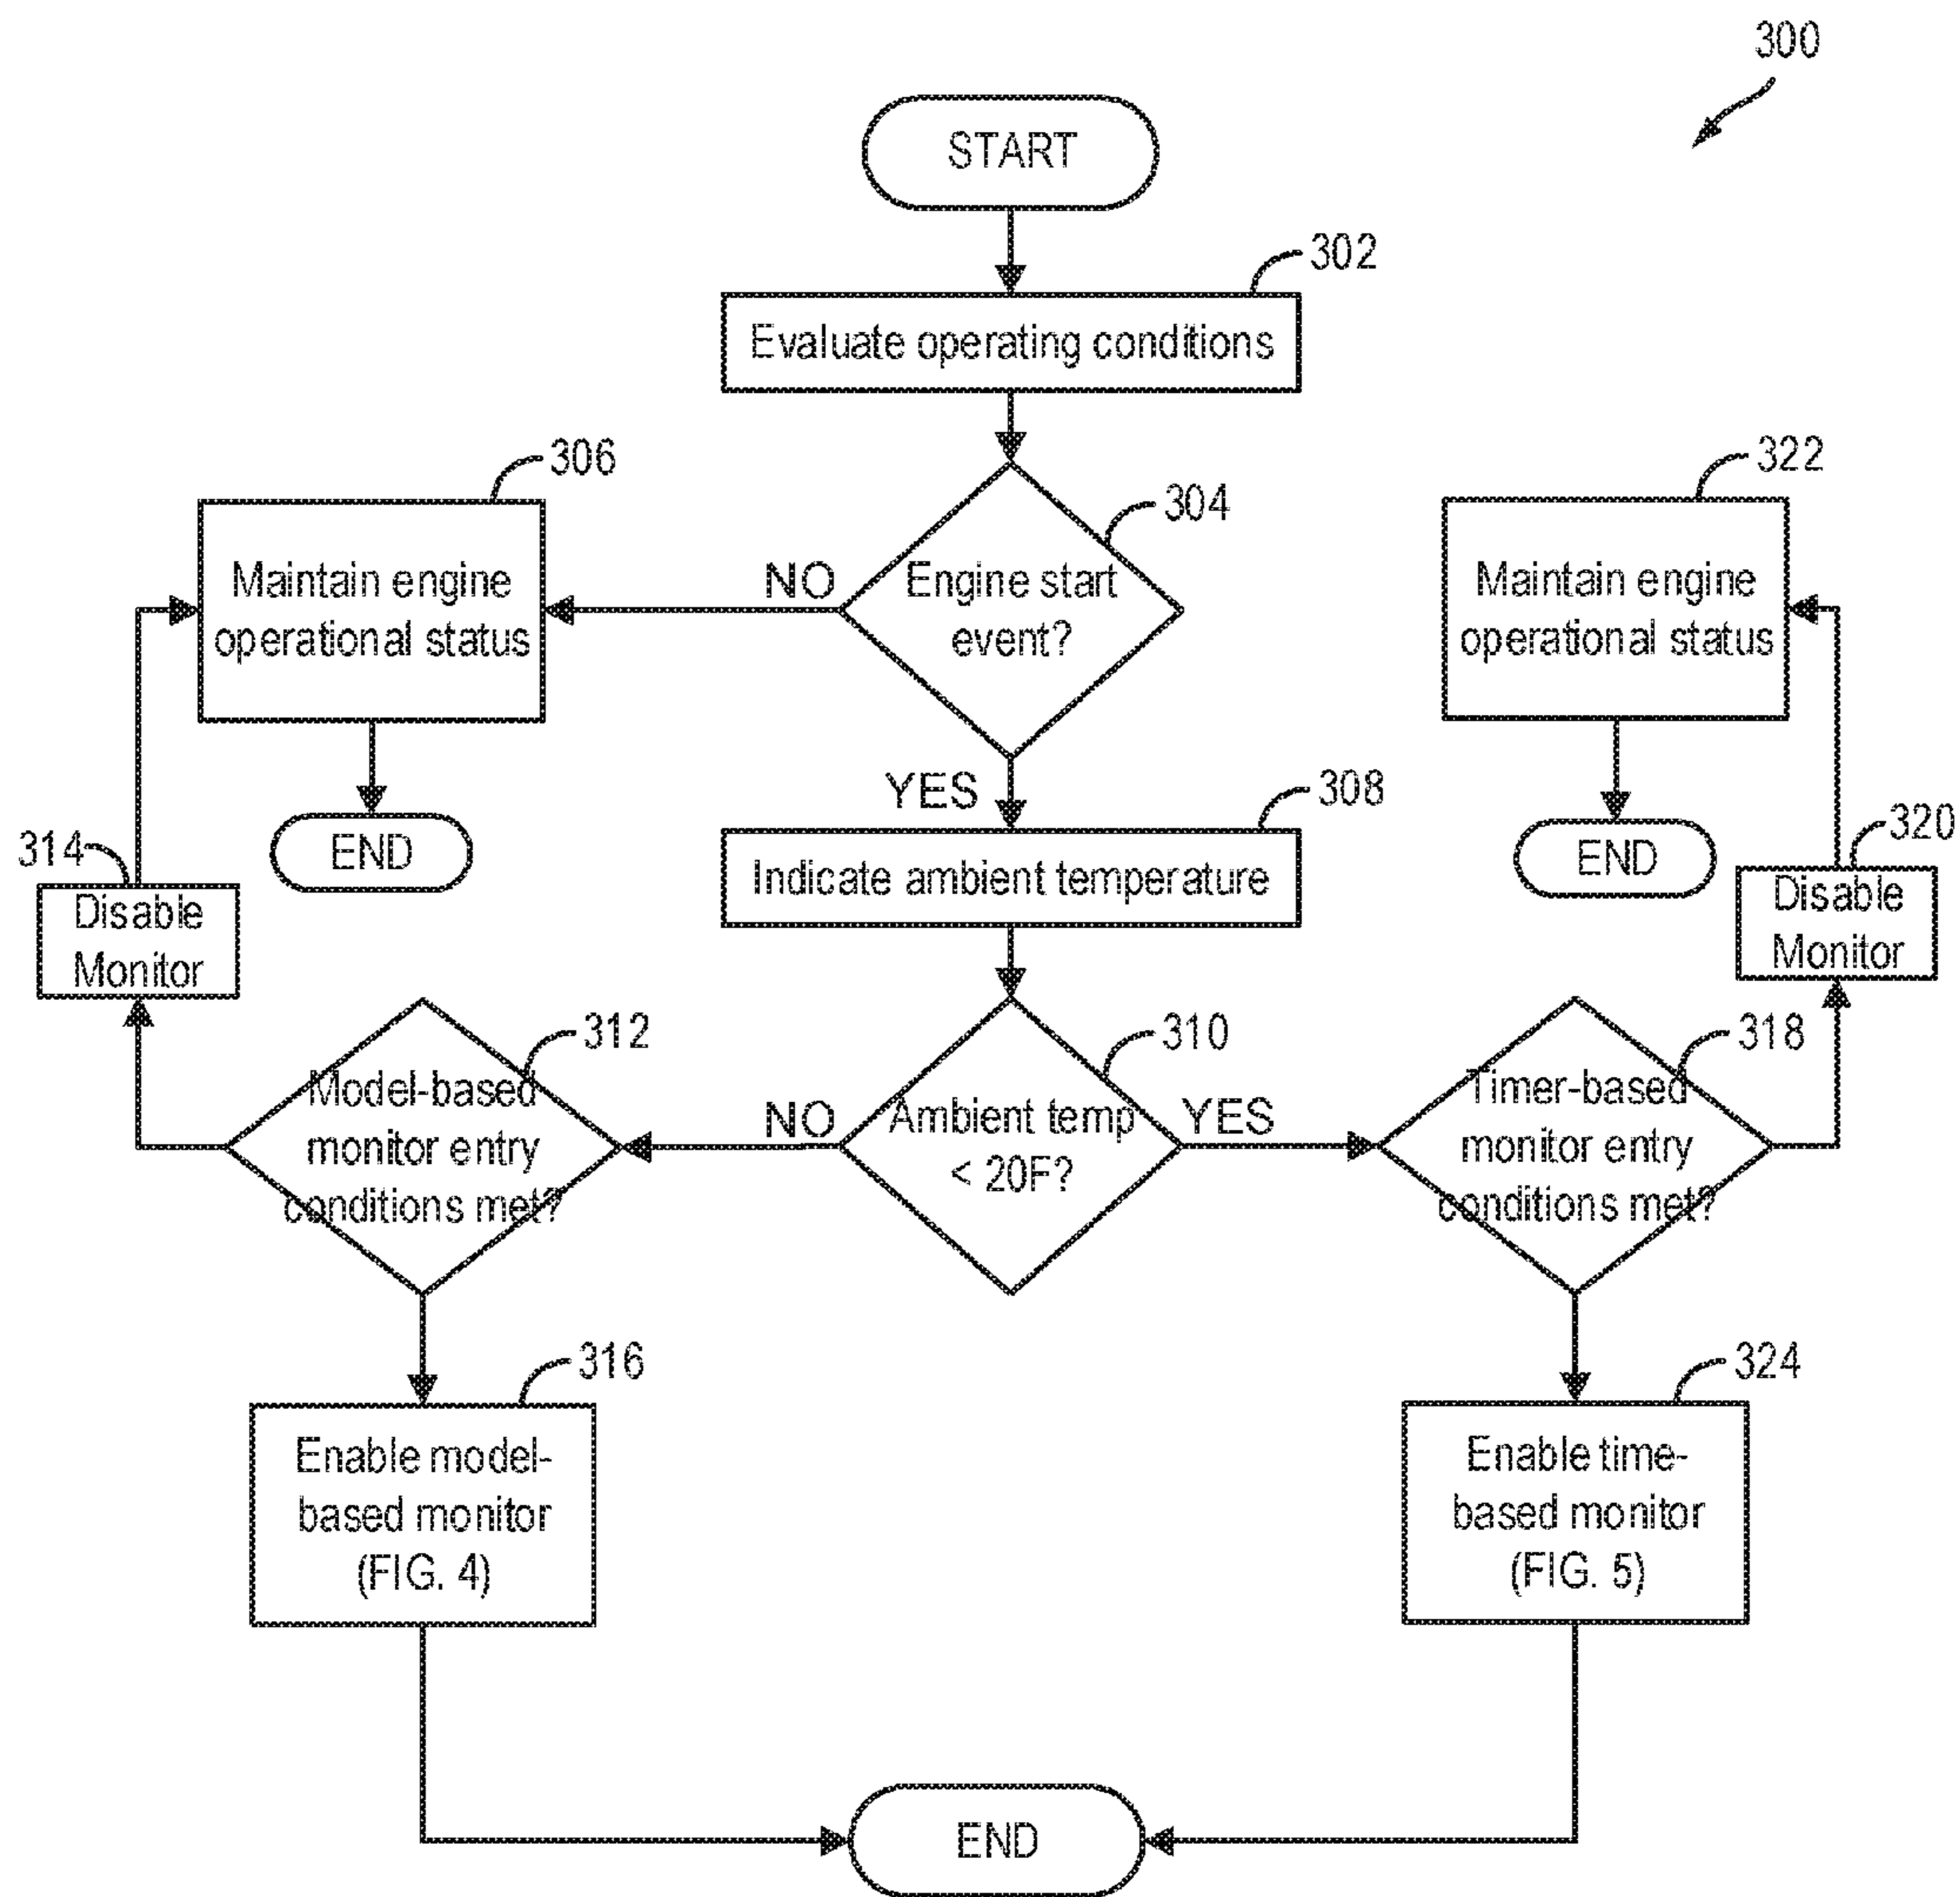 300
START
302
Evaluate operating conditions
306
304
322
Maintain engine
operational status
NO
Engine start
event?
Maintain engine
operational status
YES
308
END
314
Disable
Monitor
Indicate ambient temperature
END
320
Disable
Monitor
312
Model-based
monitor entry
conditions met?
NO
310
Ambient temp
< 20F?
YES
318
Timer-based
monitor entry
conditions met?
316
Enable model-
based monitor
(FIG. 4)
324
Enable time-
based monitor
(FIG. 5)
END